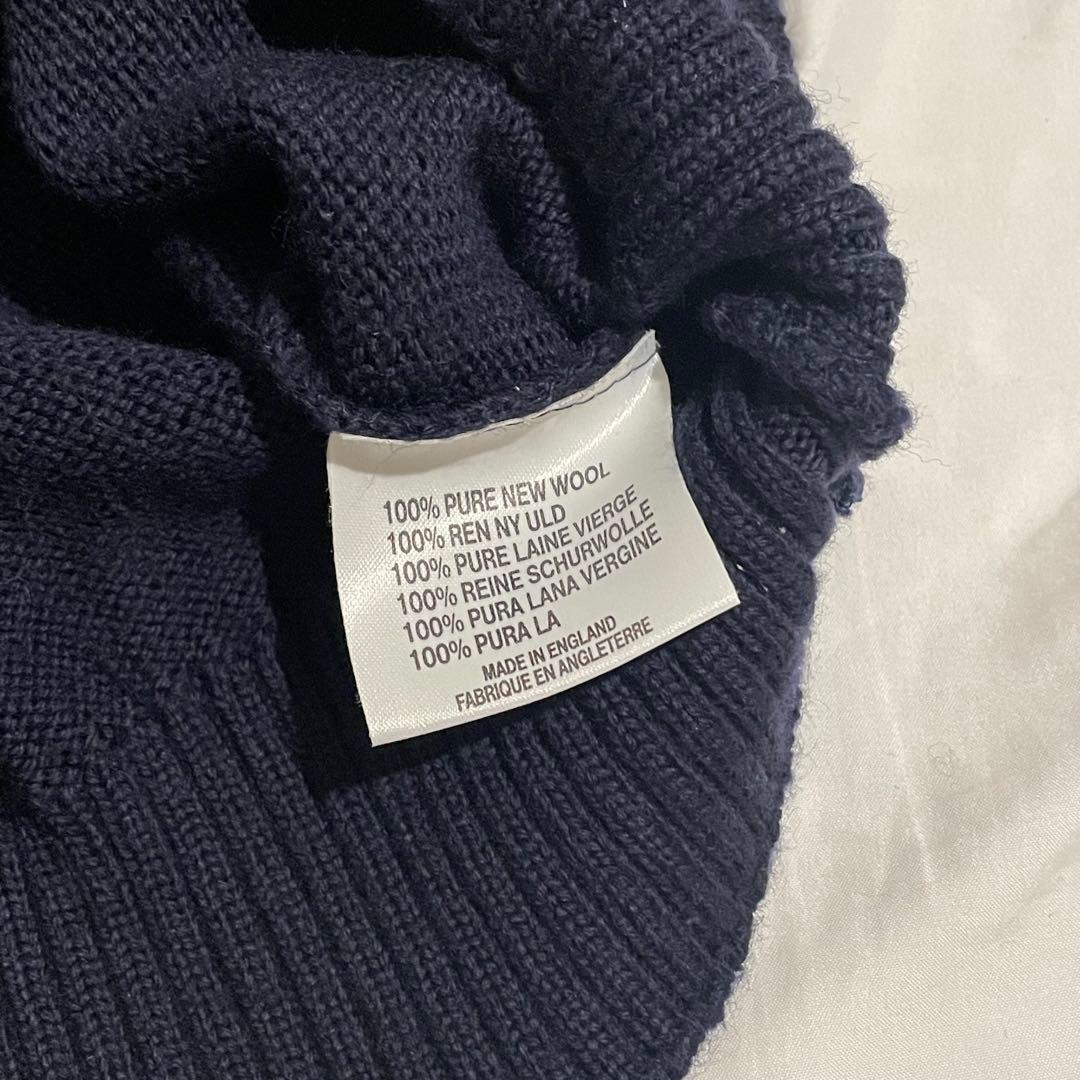 100% PURE NEW WOOL
100% REN NY ULD
100% PURE LAINE VIERGE
100% REINE SCHURWOLLE
100% PURA LANA VERGINE
100% PURA LA
MADE IN ENGLAND
FABRIQUE EN ANGLETERRE